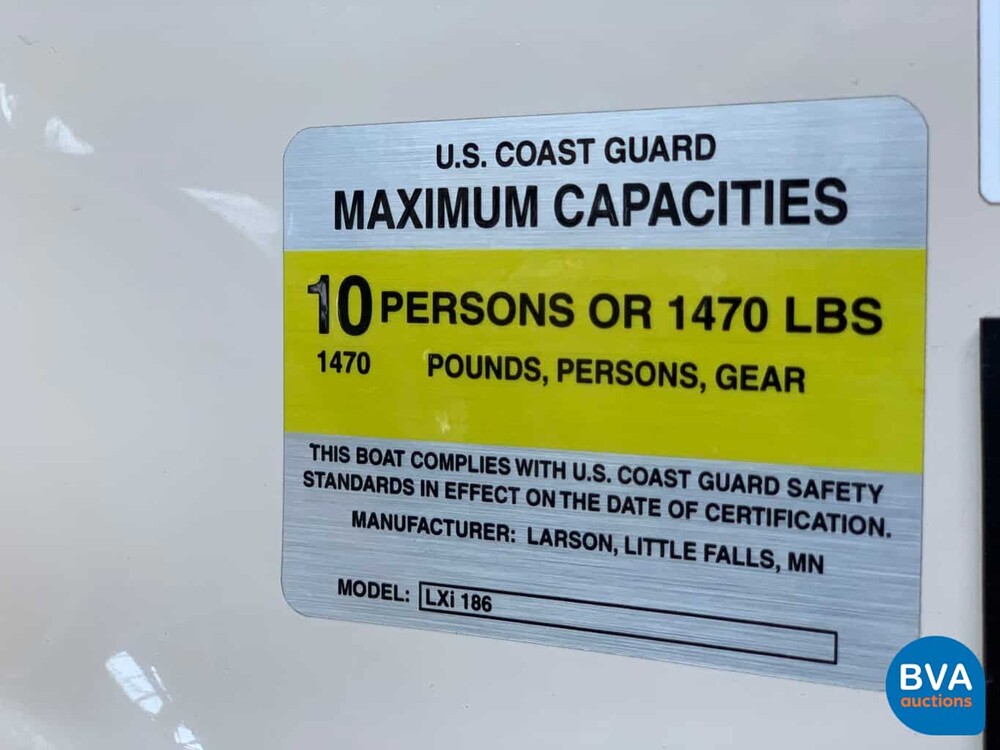 U.S. COAST GUARD
MAXIMUM CAPACITIES
10 PERSONS OR 1470 LBS
1470 POUNDS, PERSONS, GEAR
THIS BOAT COMPLIES WITH U.S. COAST GUARD SAFETY
STANDARDS IN EFFECT ON THE DATE OF CERTIFICATION.
MANUFACTURER: LARSON, LITTLE FALLS, MN
MODEL: LXi 186
BVA
auctions